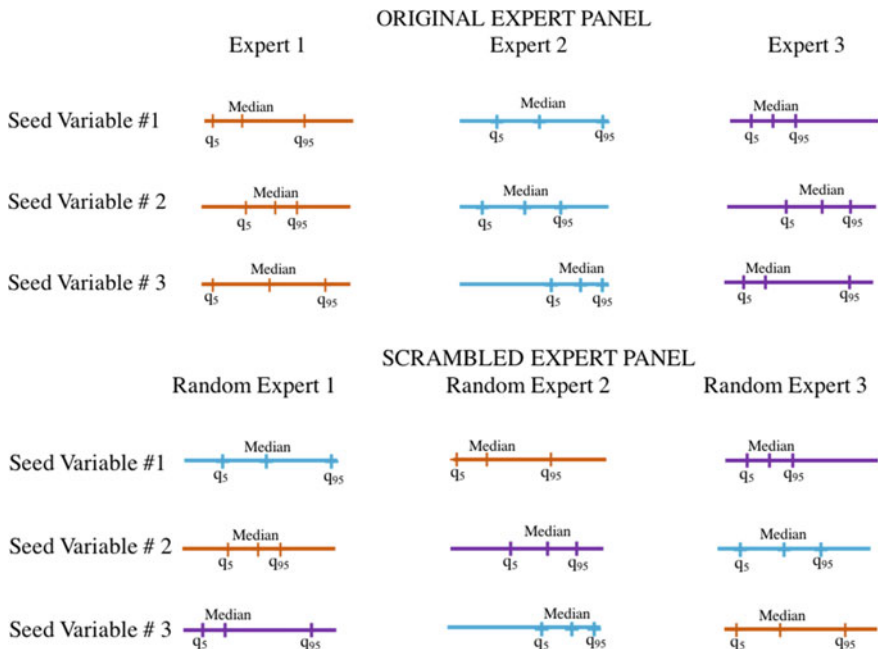 ORIGINAL EXPERT PANEL
Expert 1 Expert 2 Expert 3
Seed Variable #1 Median Median Median
q5 q95 q5 q95 q5 q95
Seed Variable # 2 Median Median Median
q5 q95 q5 q95 q5 q95
Seed Variable # 3 Median Median Median
q5 q95 q5 q95 q5 q95
SCRAMBLED EXPERT PANEL
Random Expert 1 Random Expert 2 Random Expert 3
Seed Variable #1 Median Median Median
q5 q95 q5 q95 q5 q95
Seed Variable # 2 Median Median Median
q5 q95 q5 q95 q5 q95
Seed Variable # 3 Median Median Median
q5 q95 q5 q95 q5 q95